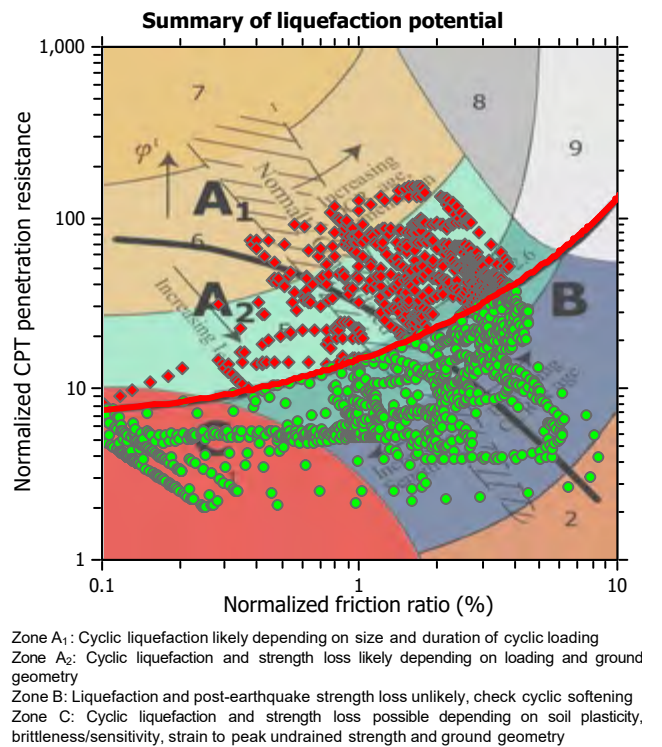 Summary of liquefaction potential
1,000
7
8
9
φ'
A₁
Increasing
age,
Normally
100
6
A₂
Increasing
B
C
10
2
1
0.1
1
10
Normalized CPT penetration resistance
Normalized friction ratio (%)
Zone A₁: Cyclic liquefaction likely depending on size and duration of cyclic loading
Zone A₂: Cyclic liquefaction and strength loss likely depending on loading and ground
geometry
Zone B: Liquefaction and post-earthquake strength loss unlikely, check cyclic softening
Zone C: Cyclic liquefaction and strength loss possible depending on soil plasticity,
brittleness/sensitivity, strain to peak undrained strength and ground geometry